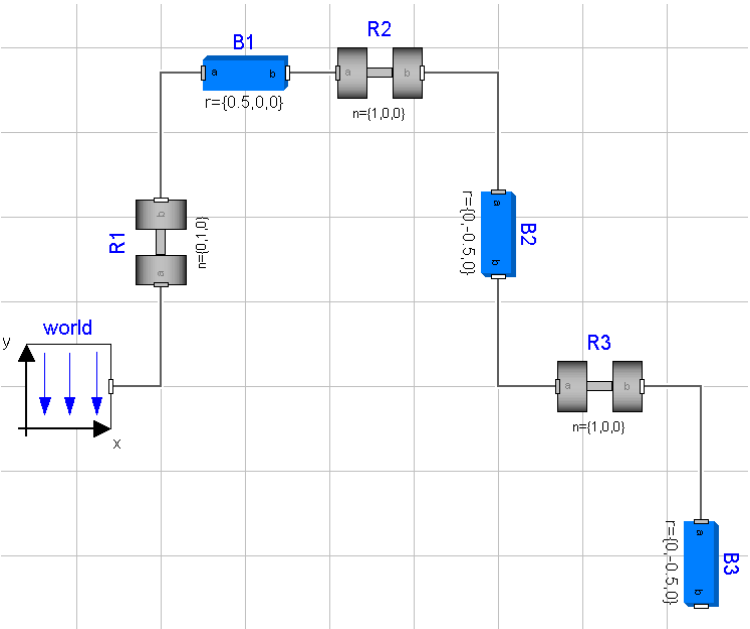 R2
B1
a
b
a
b
r={0.5,0,0}
n={1,0,0}
R1
b
a
n={0,1,0}
r={0,-0.5,0}
a
b
B2
world
y
x
R3
a
b
n={1,0,0}
r={0,-0.5,0}
a
b
B3